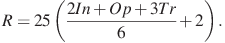 R = 25 ( (2In + Op + 3Tr) / 6 + 2 ).